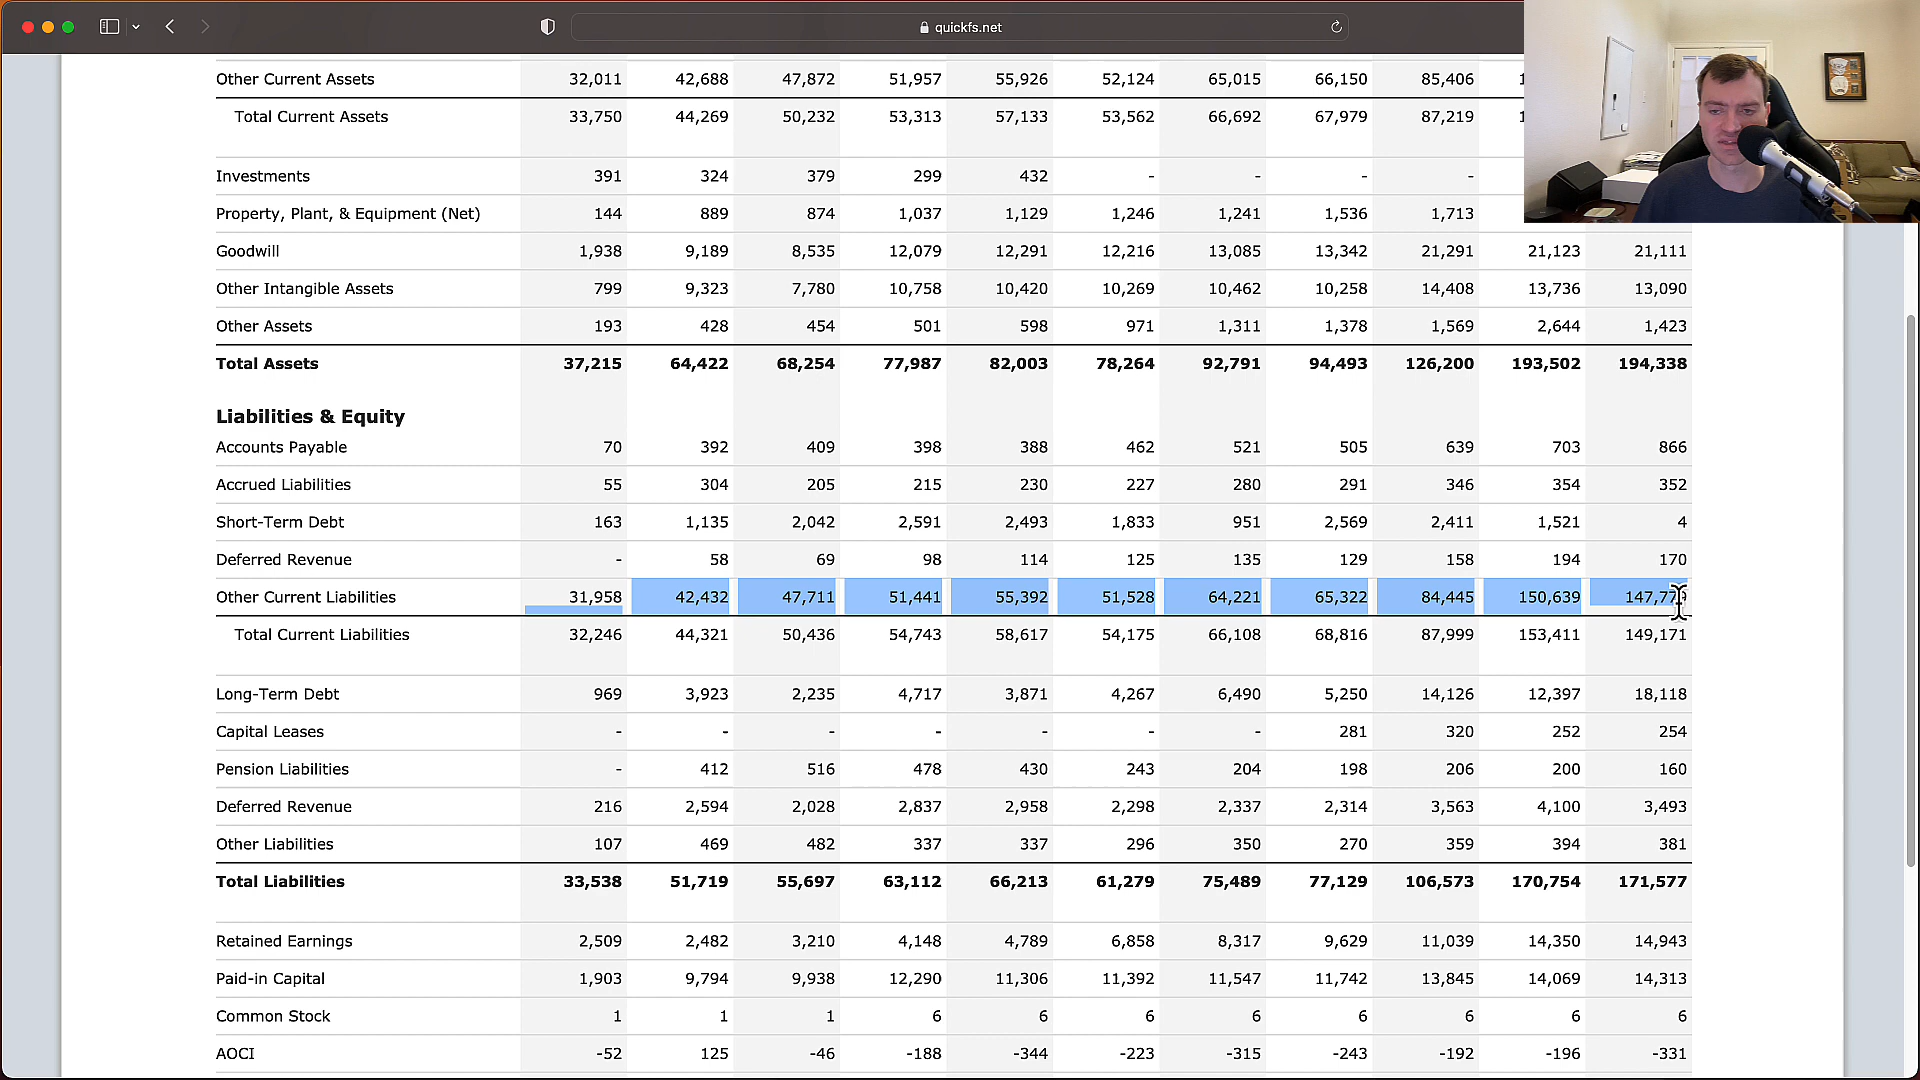 quickfs.net
Other Current Assets 32,011 42,688 47,872 51,957 55,926 52,124 65,015 66,150 85,406
Total Current Assets 33,750 44,269 50,232 53,313 57,133 53,562 66,692 67,979 87,219
Investments 391 324 379 299 432 - - - -
Property, Plant, & Equipment (Net) 144 889 874 1,037 1,129 1,246 1,241 1,536 1,713
Goodwill 1,938 9,189 8,535 12,079 12,291 12,216 13,085 13,342 21,291 21,123 21,111
Other Intangible Assets 799 9,323 7,780 10,758 10,420 10,269 10,462 10,258 14,408 13,736 13,090
Other Assets 193 428 454 501 598 971 1,311 1,378 1,569 2,644 1,423
Total Assets 37,215 64,422 68,254 77,987 82,003 78,264 92,791 94,493 126,200 193,502 194,338
Liabilities & Equity
Accounts Payable 70 392 409 398 388 462 521 505 639 703 866
Accrued Liabilities 55 304 205 215 230 227 280 291 346 354 352
Short-Term Debt 163 1,135 2,042 2,591 2,493 1,833 951 2,569 2,411 1,521 4
Deferred Revenue - 58 69 98 114 125 135 129 158 194 170
Other Current Liabilities 31,958 42,432 47,711 51,441 55,392 51,528 64,221 65,322 84,445 150,639
Total Current Liabilities 32,246 44,321 50,436 54,743 58,617 54,175 66,108 68,816 87,999 153,411 149,171
Long-Term Debt 969 3,923 2,235 4,717 3,871 4,267 6,490 5,250 14,126 12,397 18,118
Capital Leases - - - - - - - 281 320 252 254
Pension Liabilities - 412 516 478 430 243 204 198 206 200 160
Deferred Revenue 216 2,594 2,028 2,837 2,958 2,298 2,337 2,314 3,563 4,100 3,493
Other Liabilities 107 469 482 337 337 296 350 270 359 394 381
Total Liabilities 33,538 51,719 55,697 63,112 66,213 61,279 75,489 77,129 106,573 170,754 171,577
Retained Earnings 2,509 2,482 3,210 4,148 4,789 6,858 8,317 9,629 11,039 14,350 14,943
Paid-in Capital 1,903 9,794 9,938 12,290 11,306 11,392 11,547 11,742 13,845 14,069 14,313
Common Stock 1 1 1 6 6 6 6 6 6 6 6
AOCI -52 125 -46 -188 -344 -223 -315 -243 -192 -196 -331